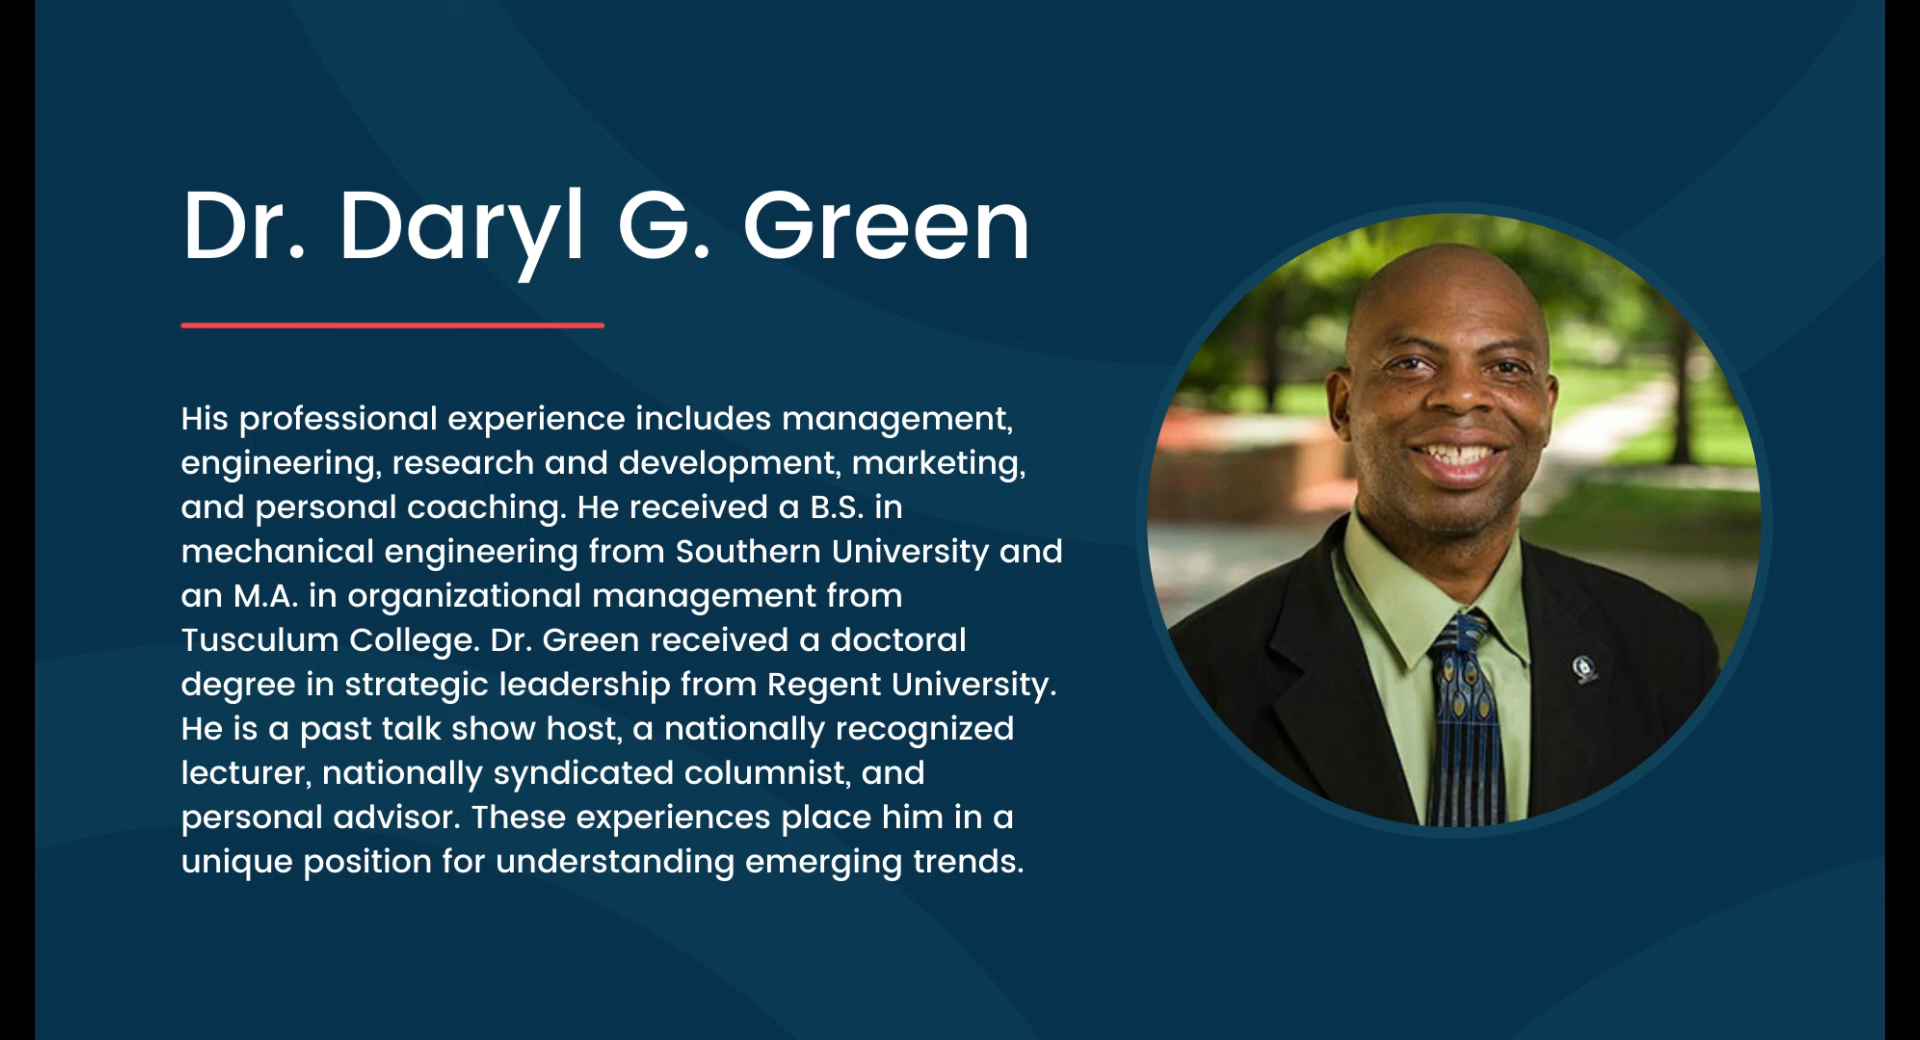 Dr. Daryl G. Green
His professional experience includes management,
engineering, research and development, marketing,
and personal coaching. He received a B.S. in
mechanical engineering from Southern University and
an M.A. in organizational management from
Tusculum College. Dr. Green received a doctoral
degree in strategic leadership from Regent University.
He is a past talk show host, a nationally recognized
lecturer, nationally syndicated columnist, and
personal advisor. These experiences place him in a
unique position for understanding emerging trends.